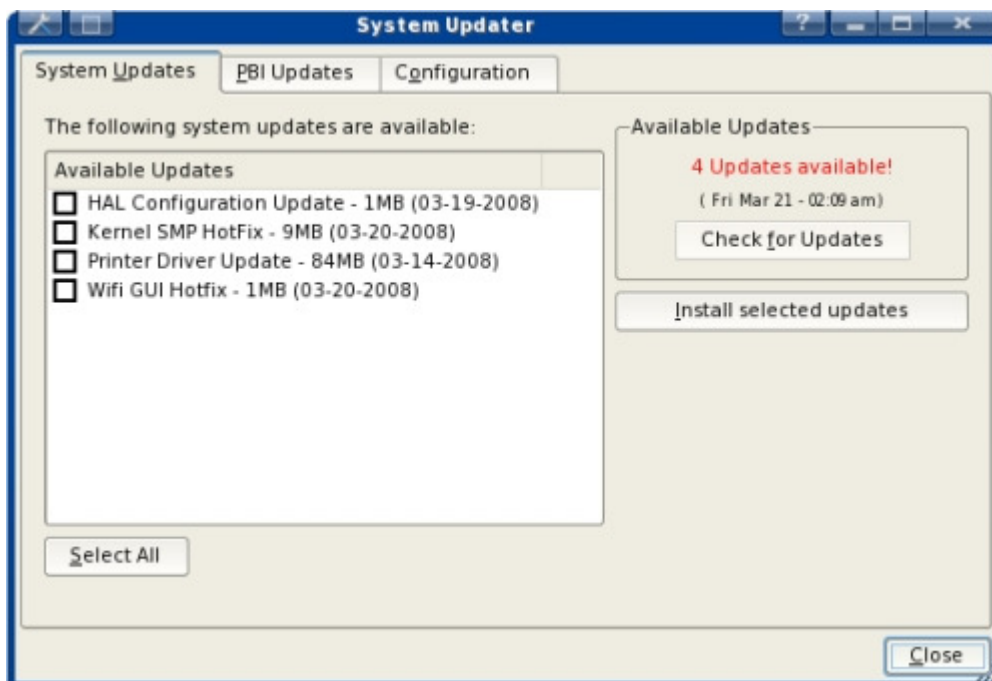 System Updater
System Updates
PBI Updates
Configuration
The following system updates are available:
Available Updates
HAL Configuration Update - 1MB (03-19-2008)
Kernel SMP HotFix - 9MB (03-20-2008)
Printer Driver Update - 84MB (03-14-2008)
Wifi GUI Hotfix - 1MB (03-20-2008)
Select All
Available Updates
4 Updates available!
( Fri Mar 21 - 02:09 am)
Check for Updates
Install selected updates
Close